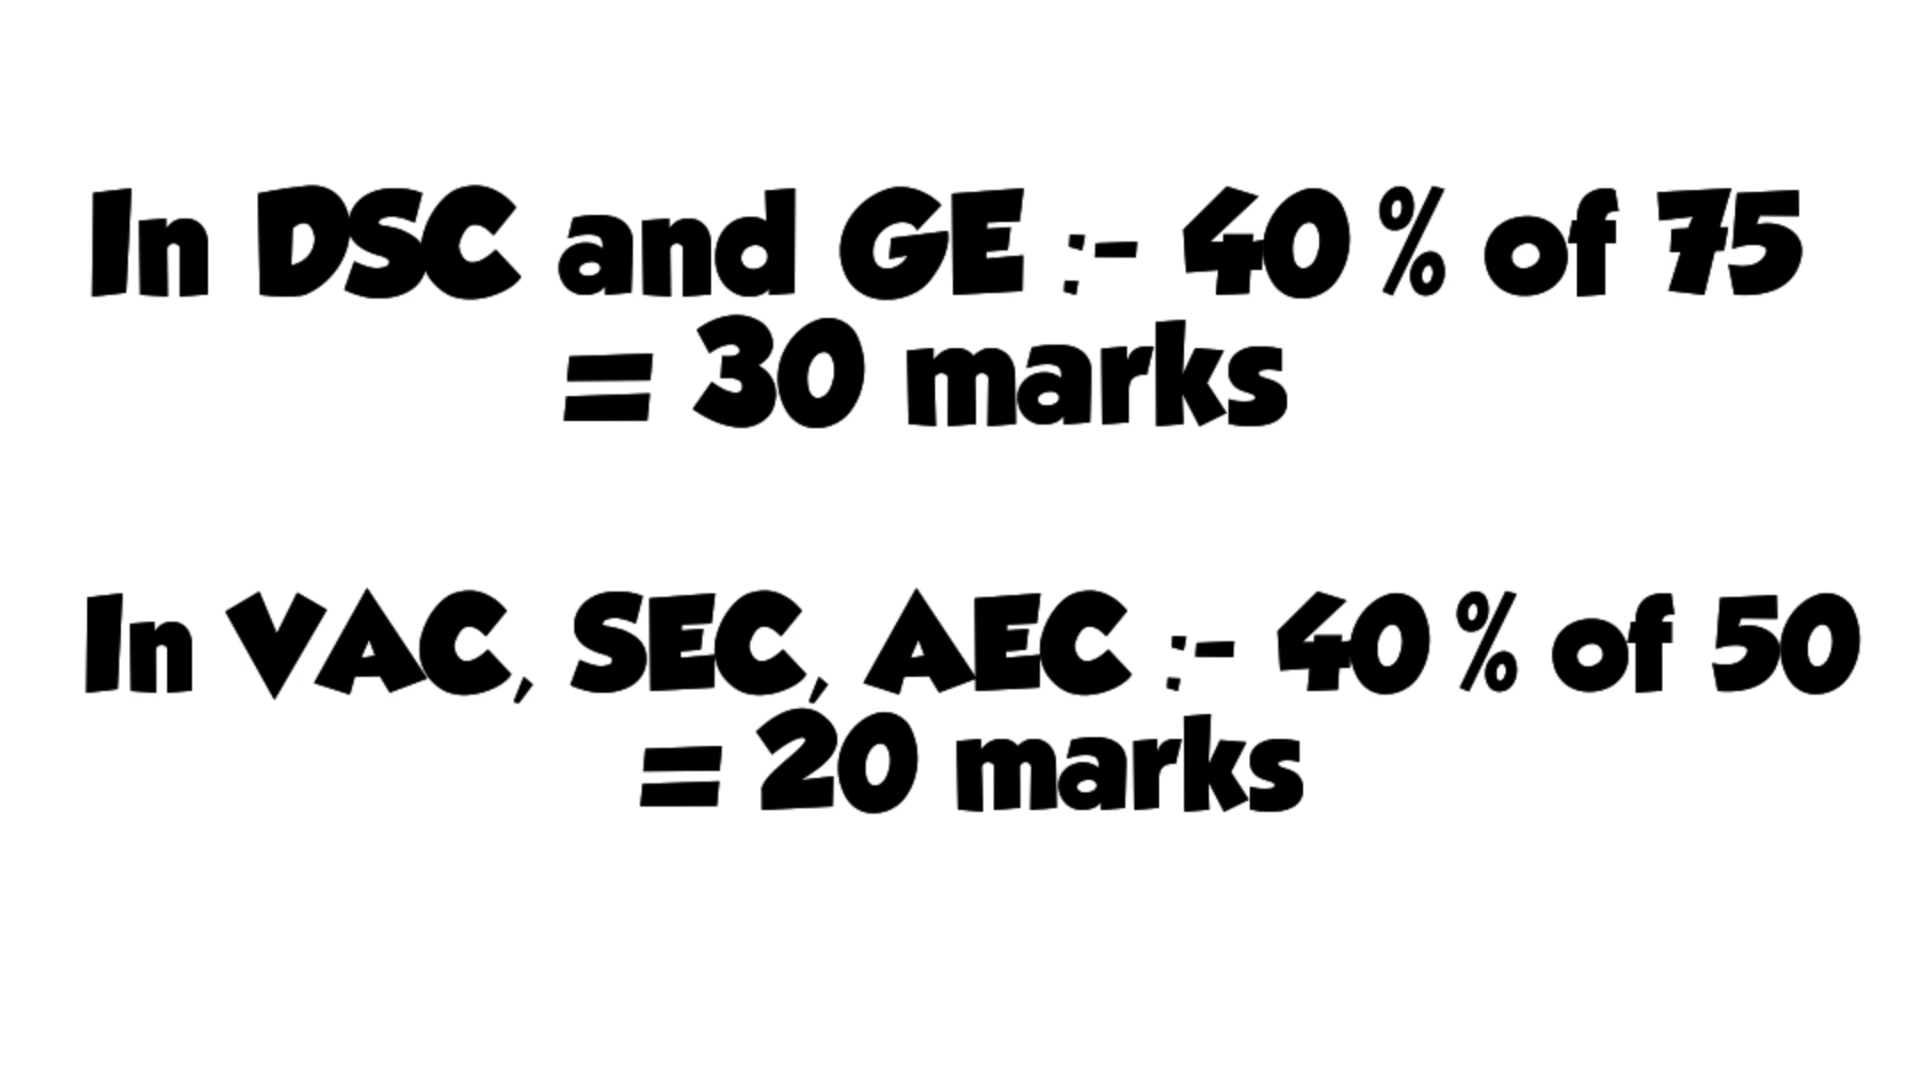 In DSC and GE :- 40% of 75
= 30 marks
In VAC, SEC, AEC :- 40% of 50
= 20 marks